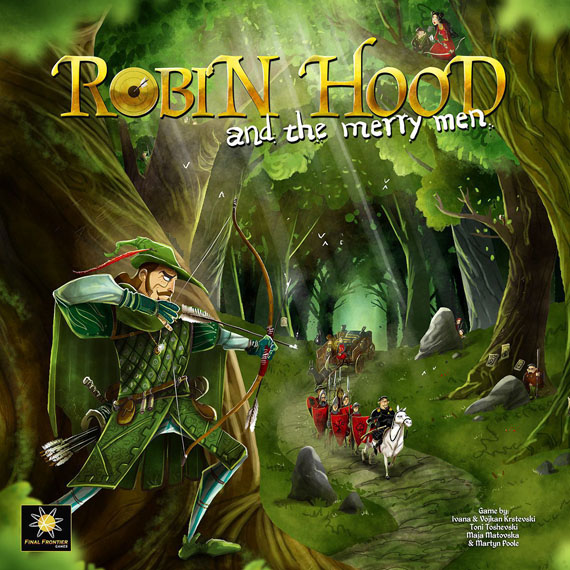 ROBIN HOOD
and the merry men
Game by:
Ivana & Vojkan Krstevski
Toni Toshevski
Maja Matovska
& Martyn Poole
FINAL FRONTIER
GAMES